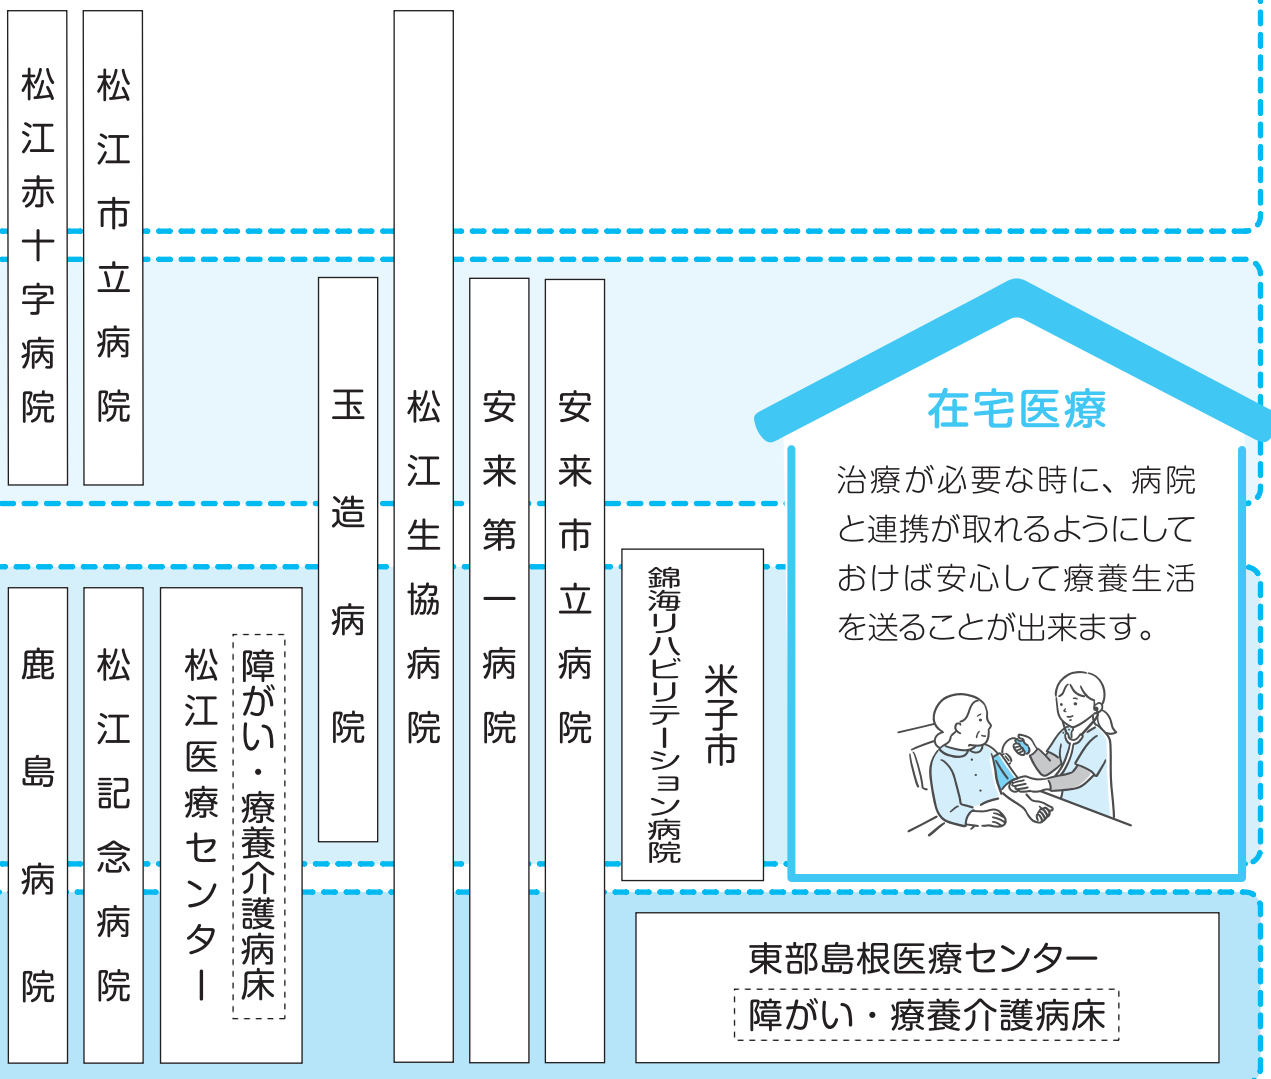 松江赤十字病院
松江市立病院
玉造病院
松江生協病院
安来第一病院
安来市立病院
鹿島病院
松江記念病院
松江医療センター
障がい・療養介護病床
米子市
錦海リハビリテーション病院
在宅医療
治療が必要な時に、病院
と連携が取れるようにして
おけば安心して療養生活
を送ることが出来ます。
東部島根医療センター
障がい・療養介護病床